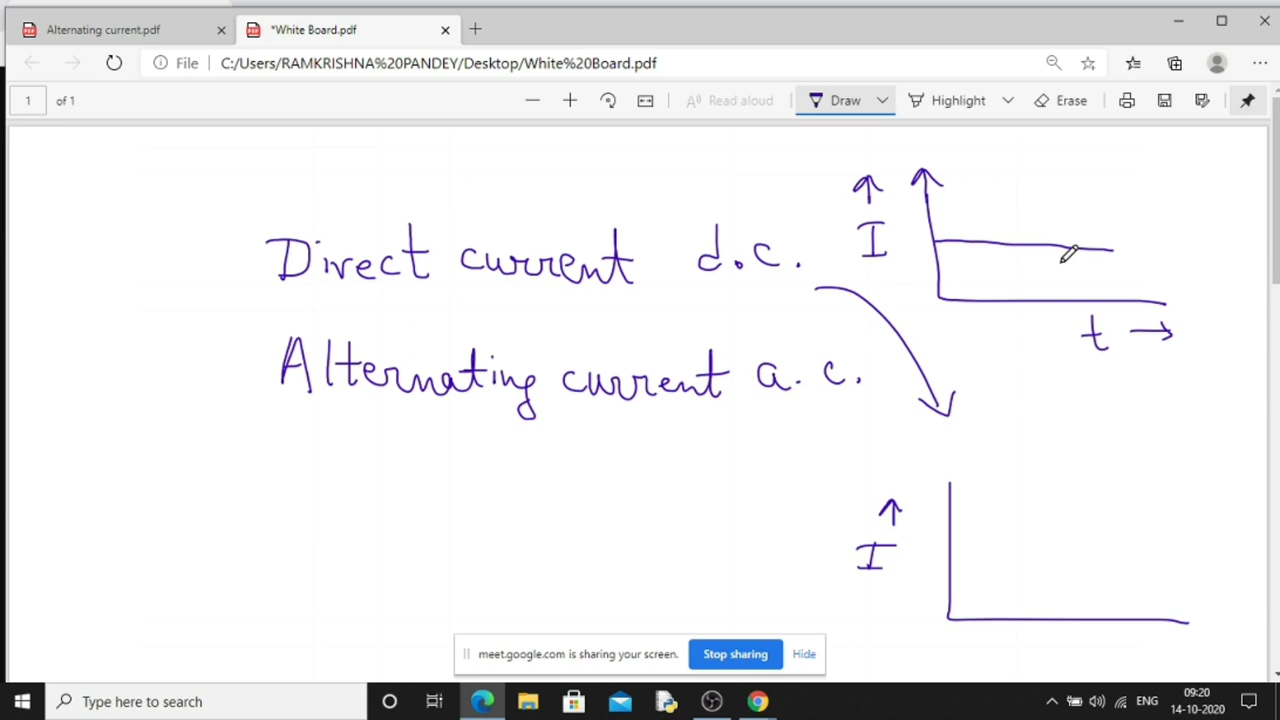 Alternating current.pdf
*White Board.pdf
File
C:/Users/RAMKRISHNA%20PANDEY/Desktop/White%20Board.pdf
1 of 1
Read aloud
Draw
Highlight
Erase
I
Direct current d.c.
t
Alternating current a.c.
I
meet.google.com is sharing your screen.
Stop sharing
Hide
Type here to search
ENG
09:20
14-10-2020